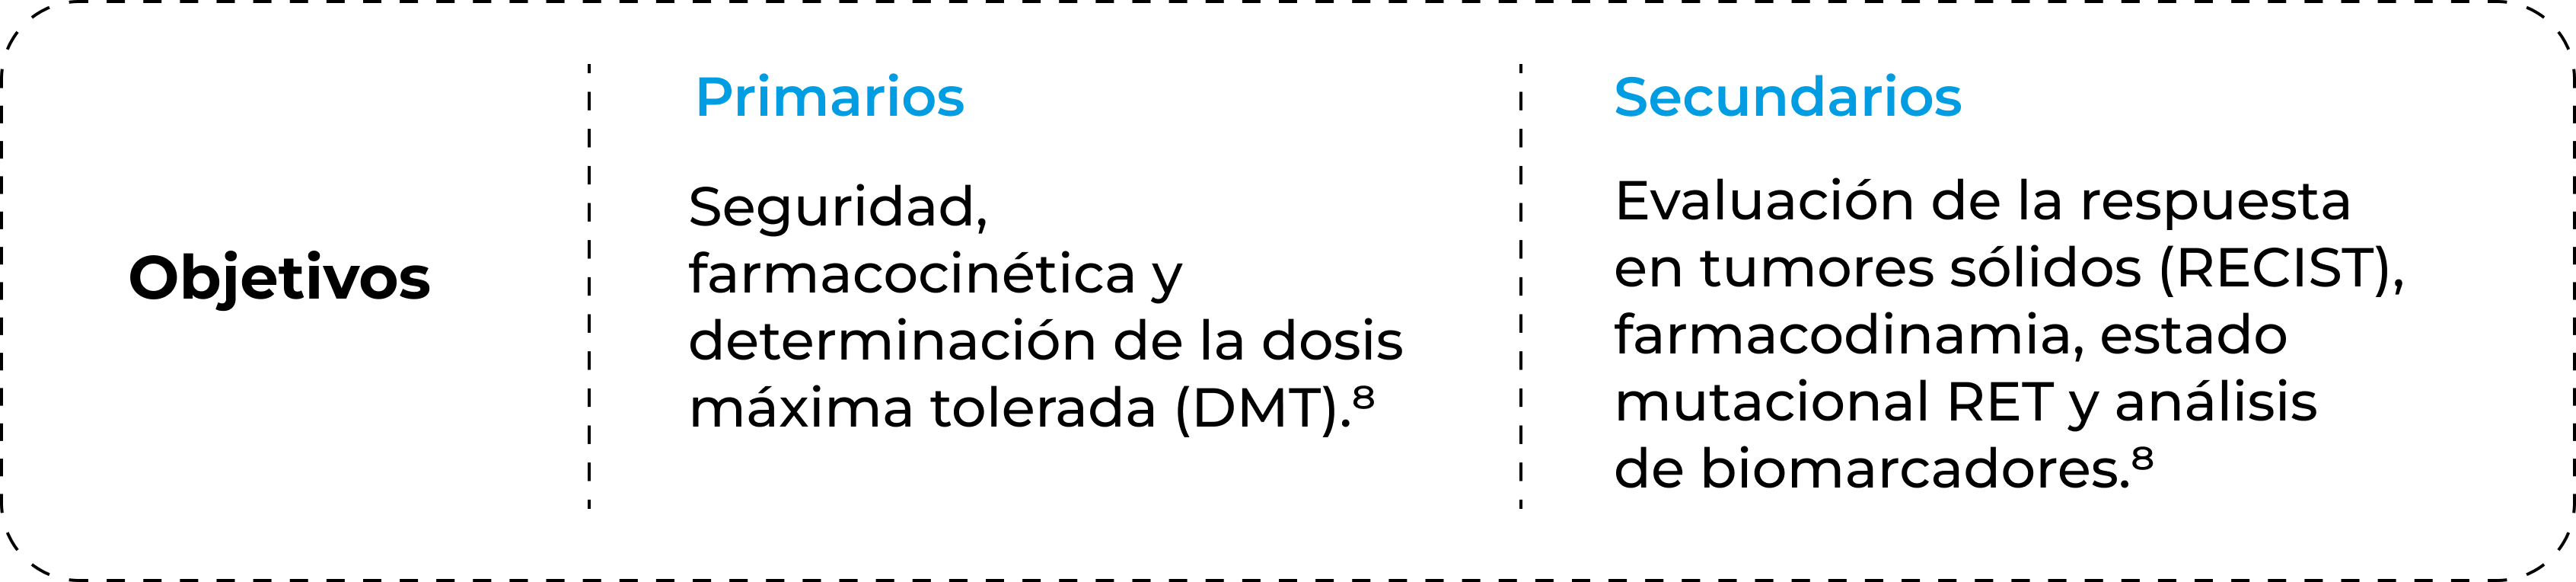 Objetivos
Primarios
Seguridad,
farmacocinética y
determinación de la dosis
máxima tolerada (DMT).⁸
Secundarios
Evaluación de la respuesta
en tumores sólidos (RECIST),
farmacodinamia, estado
mutacional RET y análisis
de biomarcadores.⁸